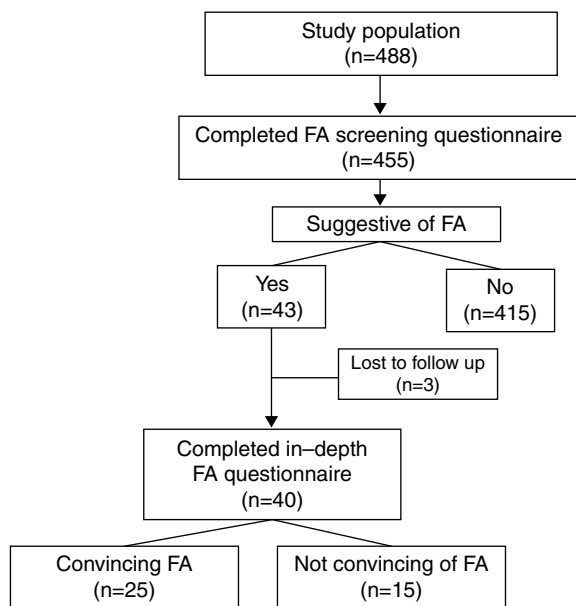 Study population
(n=488)
Completed FA screening questionnaire
(n=455)
Suggestive of FA
Yes
(n=43)
No
(n=415)
Lost to follow up
(n=3)
Completed in–depth
FA questionnaire
(n=40)
Convincing FA
(n=25)
Not convincing of FA
(n=15)